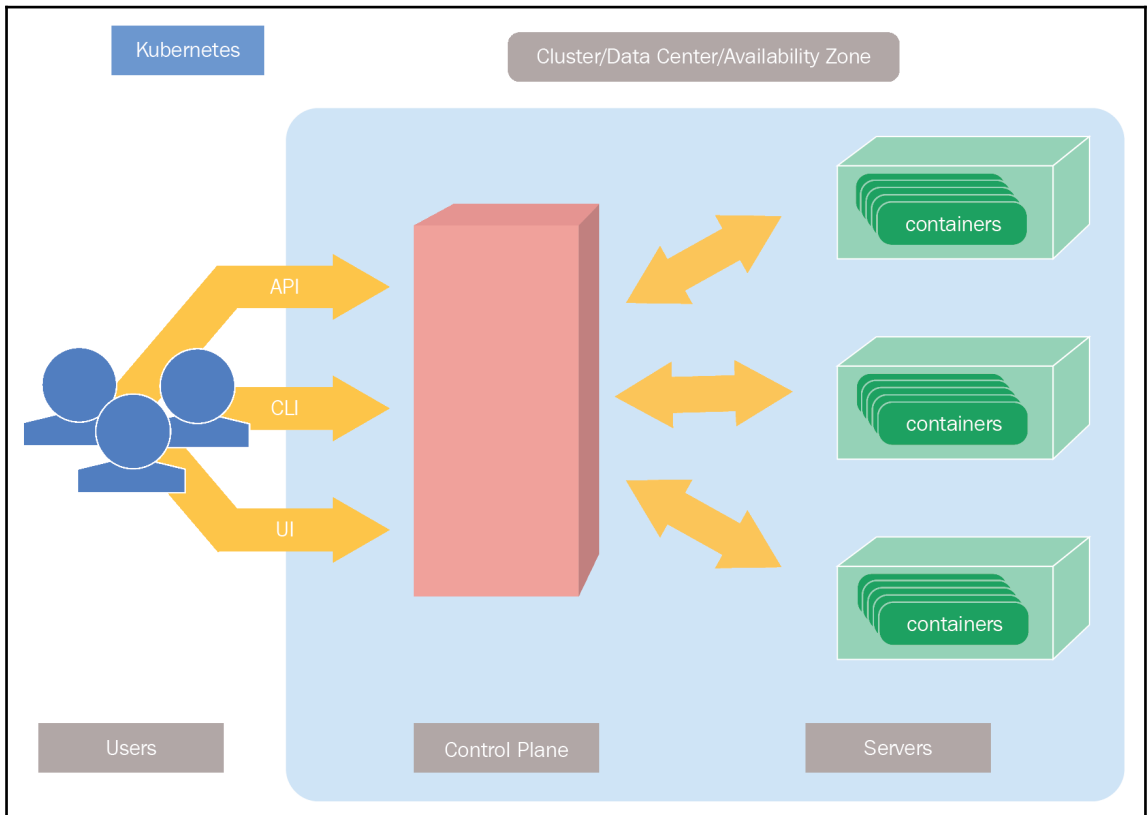 Kubernetes
Cluster/Data Center/Availability Zone
containers
API
CLI
containers
UI
containers
Users
Control Plane
Servers